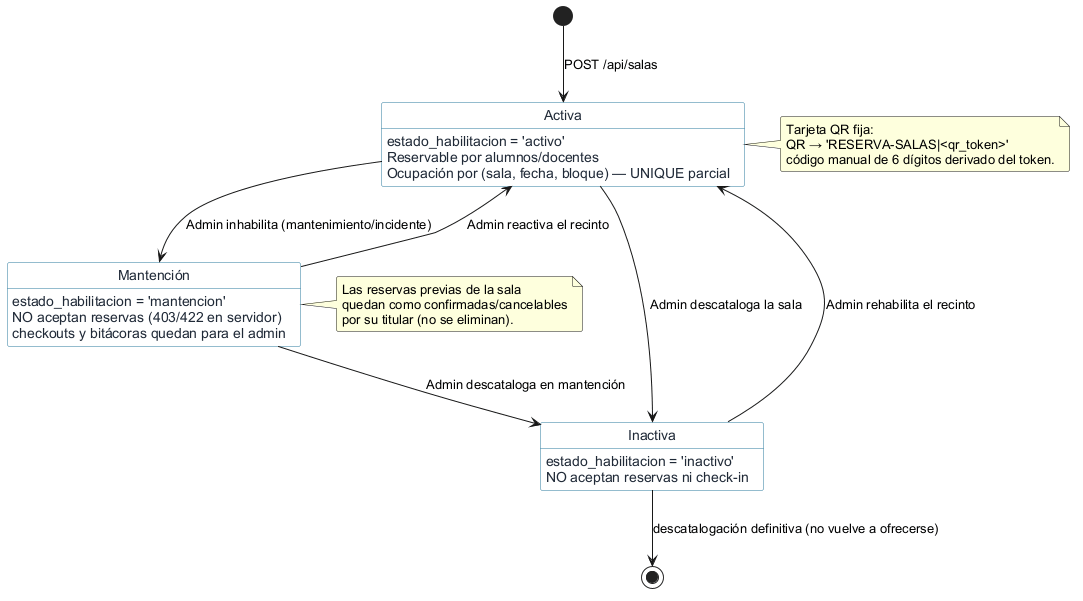 POST /api/salas
Activa
estado_habilitacion = 'activo'
Reservable por alumnos/docentes
Ocupación por (sala, fecha, bloque) — UNIQUE parcial
Tarjeta QR fija:
QR → 'RESERVA-SALAS|<qr_token>'
código manual de 6 dígitos derivado del token.
Admin inhabilita (mantenimiento/incidente)
Admin reactiva el recinto
Mantención
estado_habilitacion = 'mantencion'
NO aceptan reservas (403/422 en servidor)
checkouts y bitácoras quedan para el admin
Las reservas previas de la sala
quedan como confirmadas/cancelables
por su titular (no se eliminan).
Admin descataloga la sala
Admin rehabilita el recinto
Admin descataloga en mantención
Inactiva
estado_habilitacion = 'inactivo'
NO aceptan reservas ni check-in
descatalogación definitiva (no vuelve a ofrecerse)